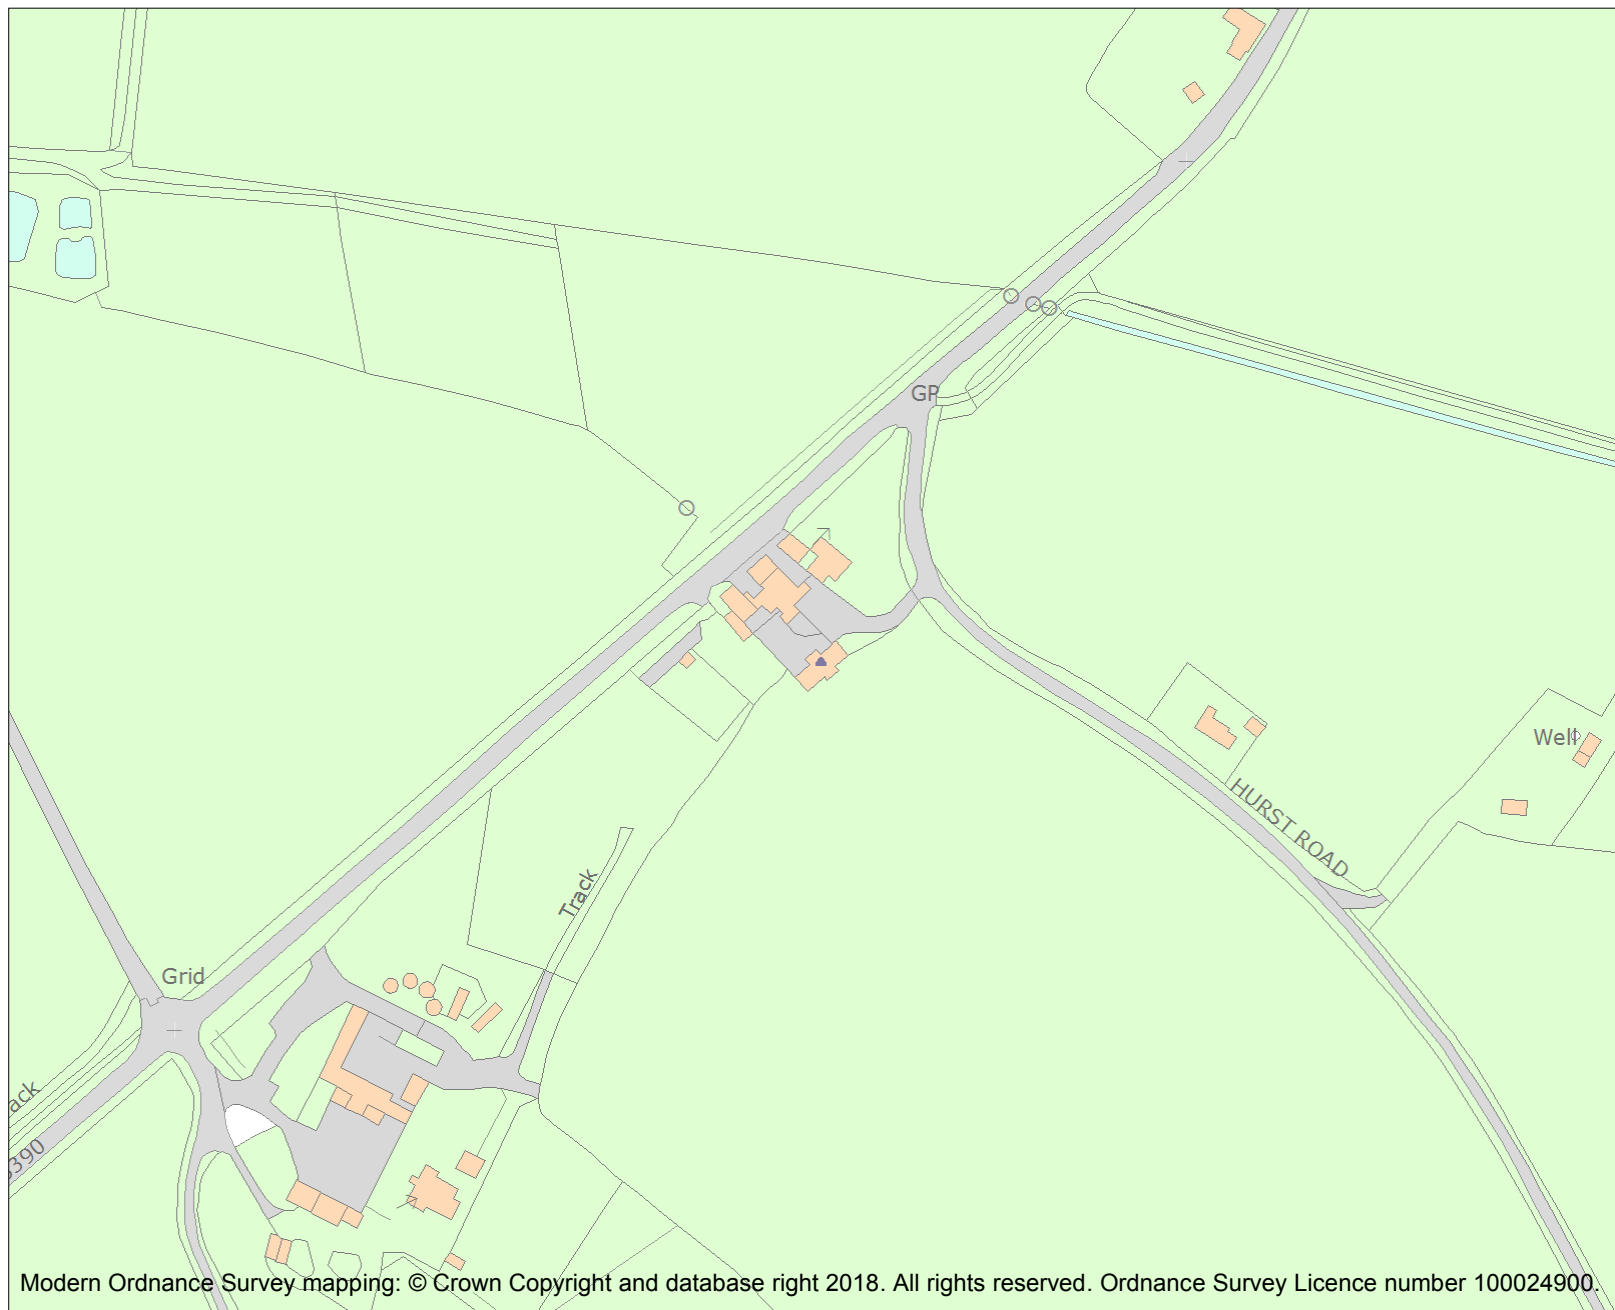 GP
Well
HURST ROAD
Track
Grid
Modern Ordnance Survey mapping: © Crown Copyright and database right 2018. All rights reserved. Ordnance Survey Licence number 100024900.